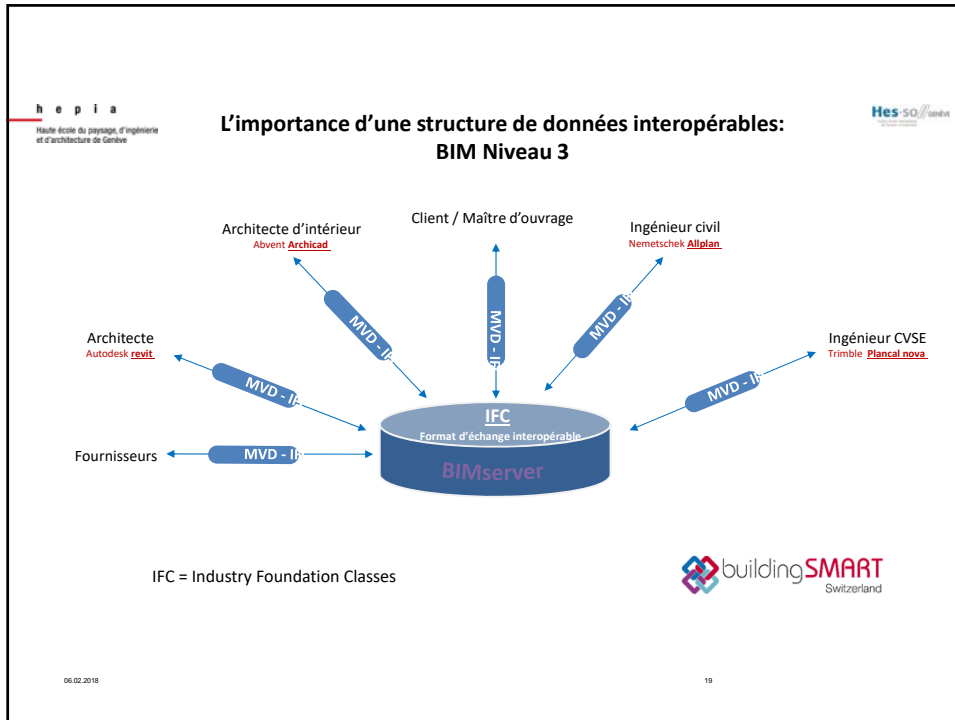 h e p i a
Haute école du paysage, d'ingénierie
et d'architecture de Genève
L'importance d'une structure de données interopérables:
BIM Niveau 3
Hes·so// GENÈVE
Client / Maître d'ouvrage
Architecte d'intérieur
Abvent Archicad
Ingénieur civil
Nemetschek Allplan
Architecte
Autodesk revit
Ingénieur CVSE
Trimble Plancal nova
Fournisseurs
MVD - IF
MVD - IF
MVD - IF
MVD - IF
MVD - IF
MVD - IF
IFC
Format d'échange interopérable
BIMserver
IFC = Industry Foundation Classes
buildingSMART
Switzerland
06.02.2018
19